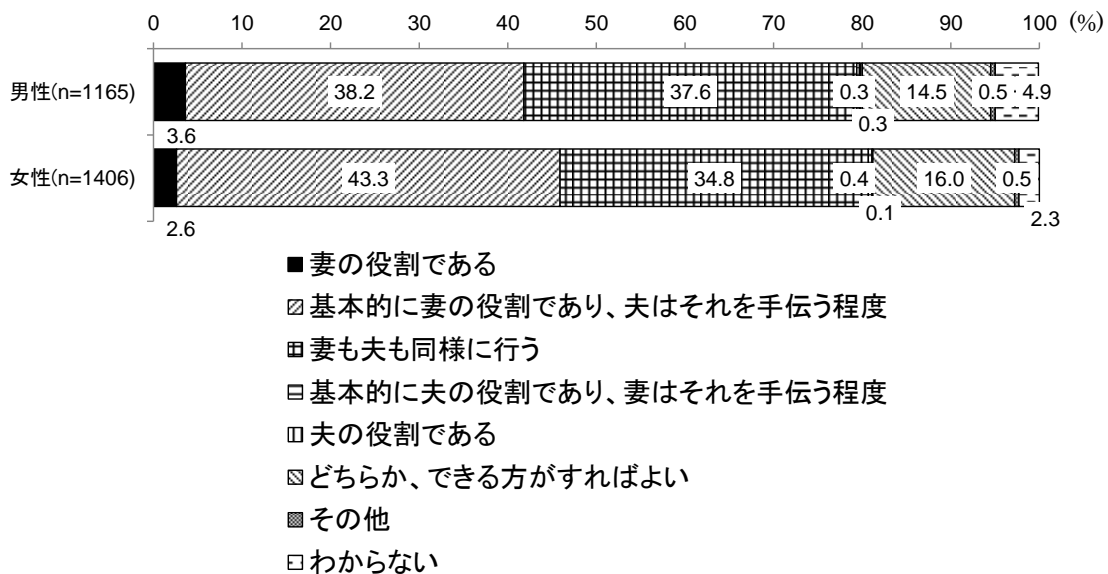 0 10 20 30 40 50 60 70 80 90 100 (%)
男性(n=1165) 38.2 37.6 0.3 14.5 0.5 4.9
3.6 0.3
女性(n=1406) 43.3 34.8 0.4 16.0 0.5
2.6 0.1 2.3
妻の役割である
基本的に妻の役割であり、夫はそれを手伝う程度
妻も夫も同様に行う
基本的に夫の役割であり、妻はそれを手伝う程度
夫の役割である
どちらか、できる方がすればよい
その他
わからない